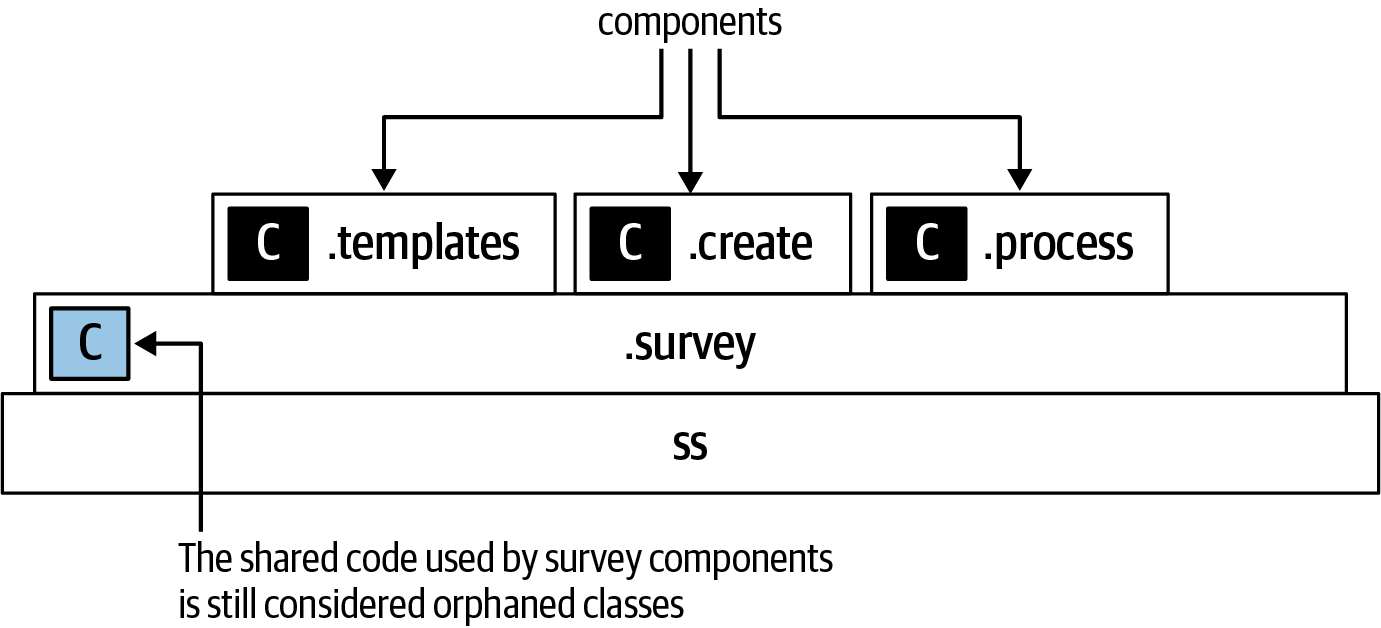 components
C .templates
C .create
C .process
C
.survey
ss
The shared code used by survey components
is still considered orphaned classes